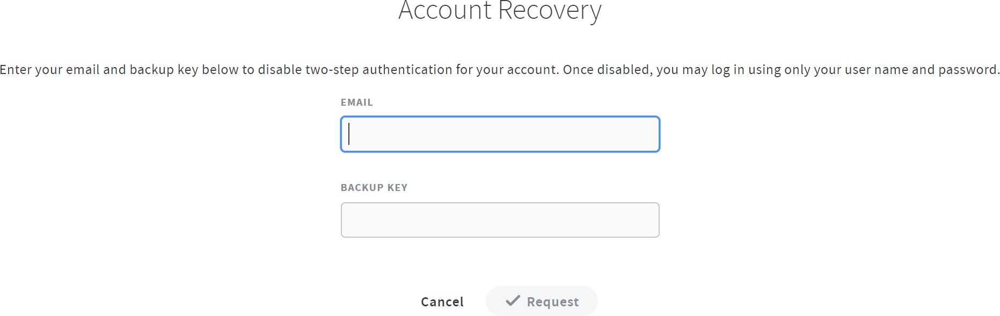 Account Recovery
Enter your email and backup key below to disable two-step authentication for your account. Once disabled, you may log in using only your user name and password.
EMAIL
BACKUP KEY
Cancel
Request